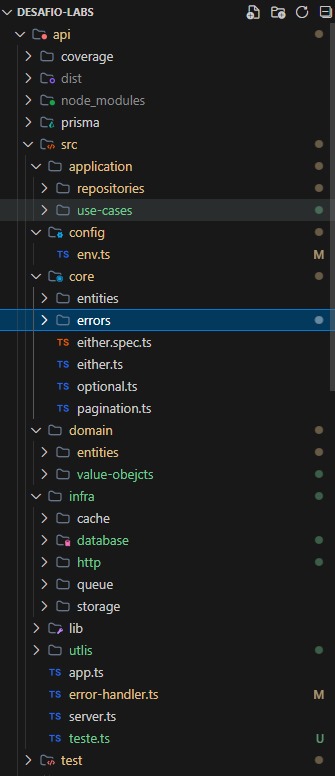 DESAFIO-LABS
api
coverage
dist
node_modules
prisma
src
application
repositories
use-cases
config
TS env.ts M
core
entities
errors
TS either.spec.ts
TS either.ts
TS optional.ts
TS pagination.ts
domain
entities
value-obejcts
infra
cache
database
http
queue
storage
lib
utlis
TS app.ts
TS error-handler.ts M
TS server.ts
TS teste.ts U
test